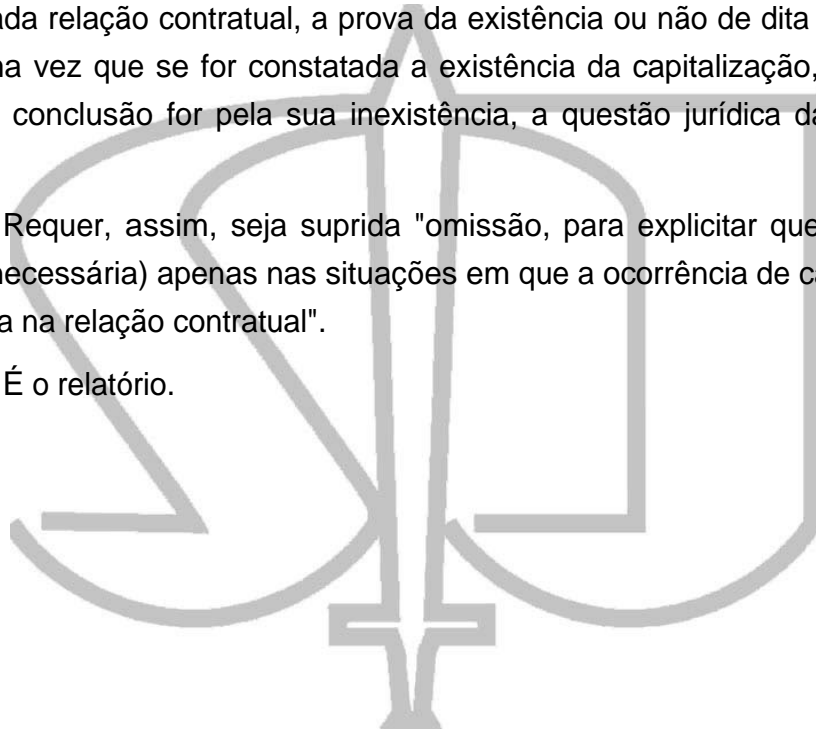 ada relação contratual, a prova da existência ou não de dita
na vez que se for constatada a existência da capitalização,
conclusão for pela sua inexistência, a questão jurídica da
Requer, assim, seja suprida "omissão, para explicitar que
necessária) apenas nas situações em que a ocorrência de ca
a na relação contratual".
É o relatório.